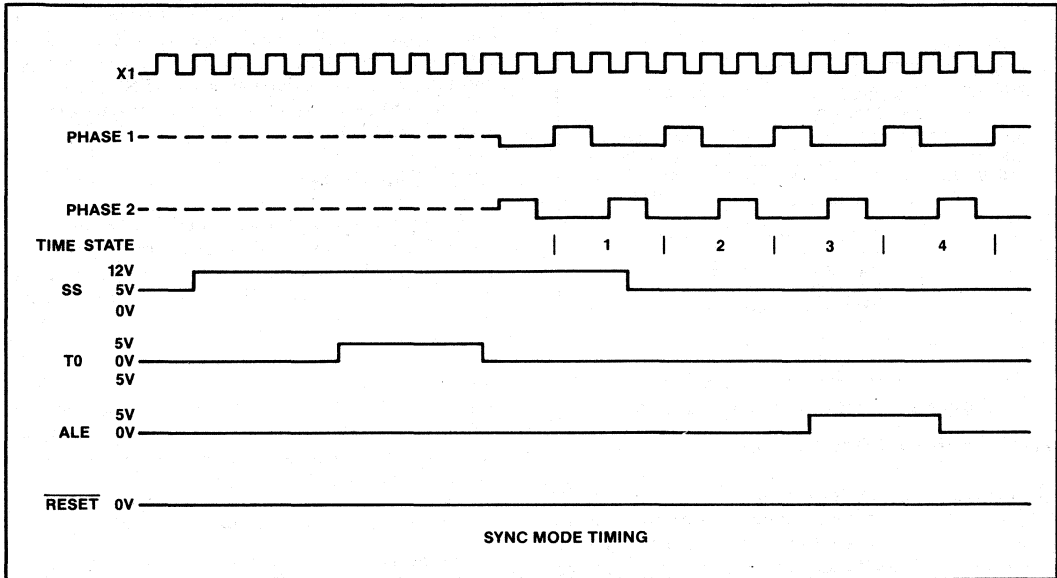 X1
PHASE 1
PHASE 2
TIME STATE | 1 | 2 | 3 | 4 |
12V
SS 5V
0V
5V
T0 0V
5V
5V
ALE 0V
RESET 0V
SYNC MODE TIMING